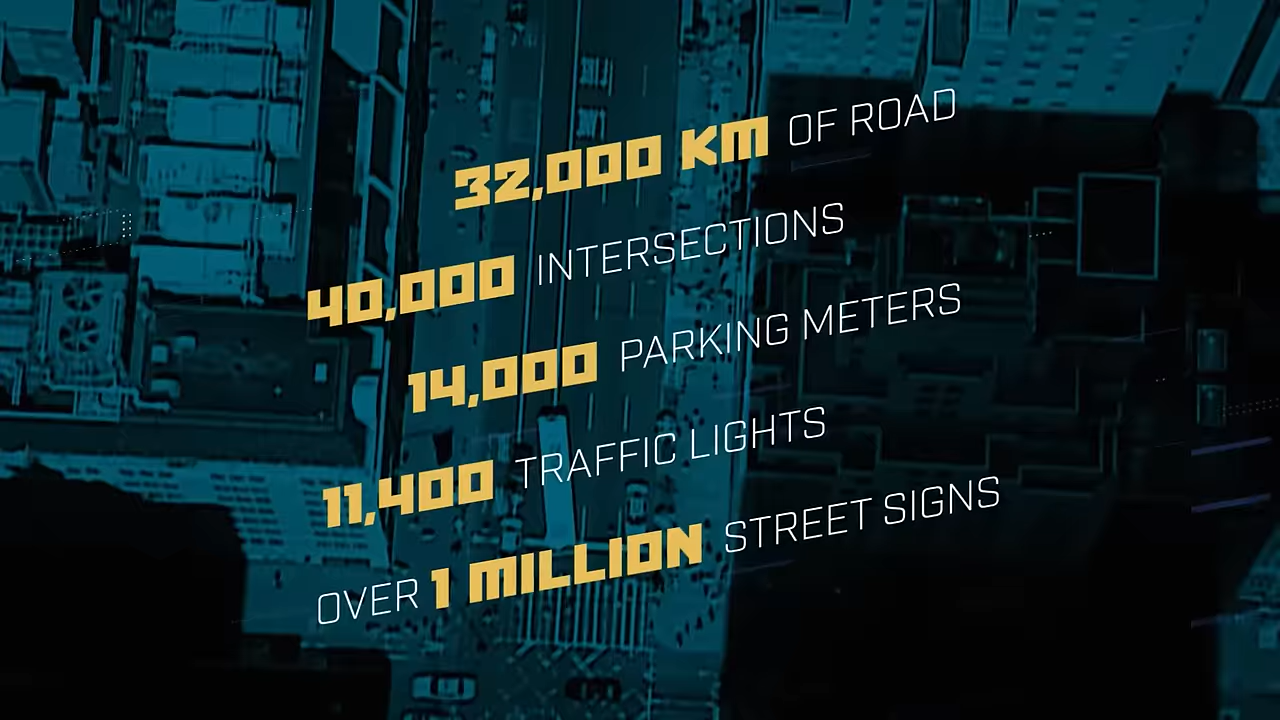 32,000 KM OF ROAD
40,000 INTERSECTIONS
14,000 PARKING METERS
11,400 TRAFFIC LIGHTS
OVER 1 MILLION STREET SIGNS